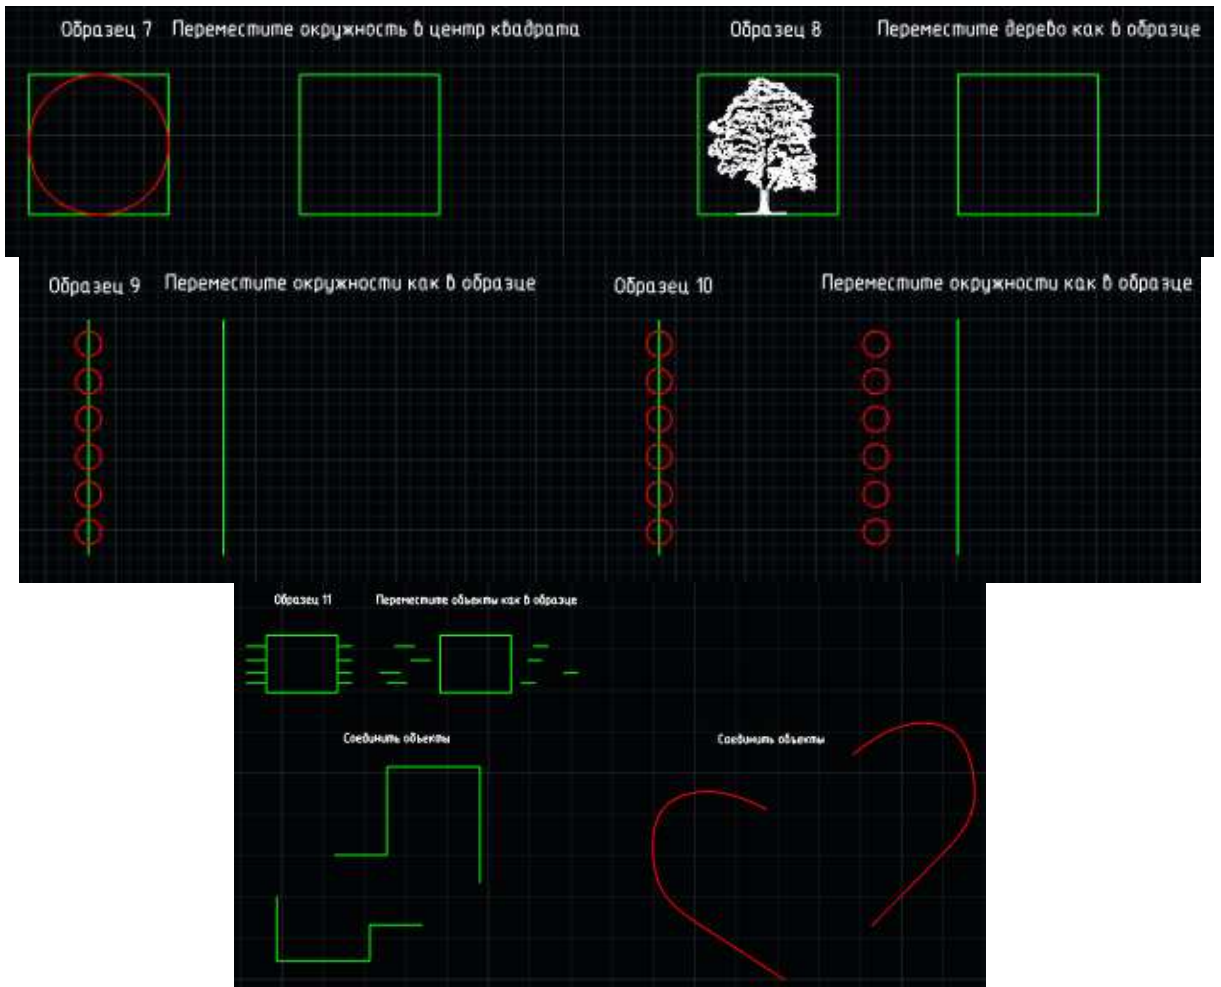 Образец 7 Переместите окружность в центр квадрата
Образец 8 Переместите дерево как в образце
Образец 9 Переместите окружности как в образце
Образец 10 Переместите окружности как в образце
Образец 11 Переместите объекты как в образце
Соединить объекты
Соединить объекты